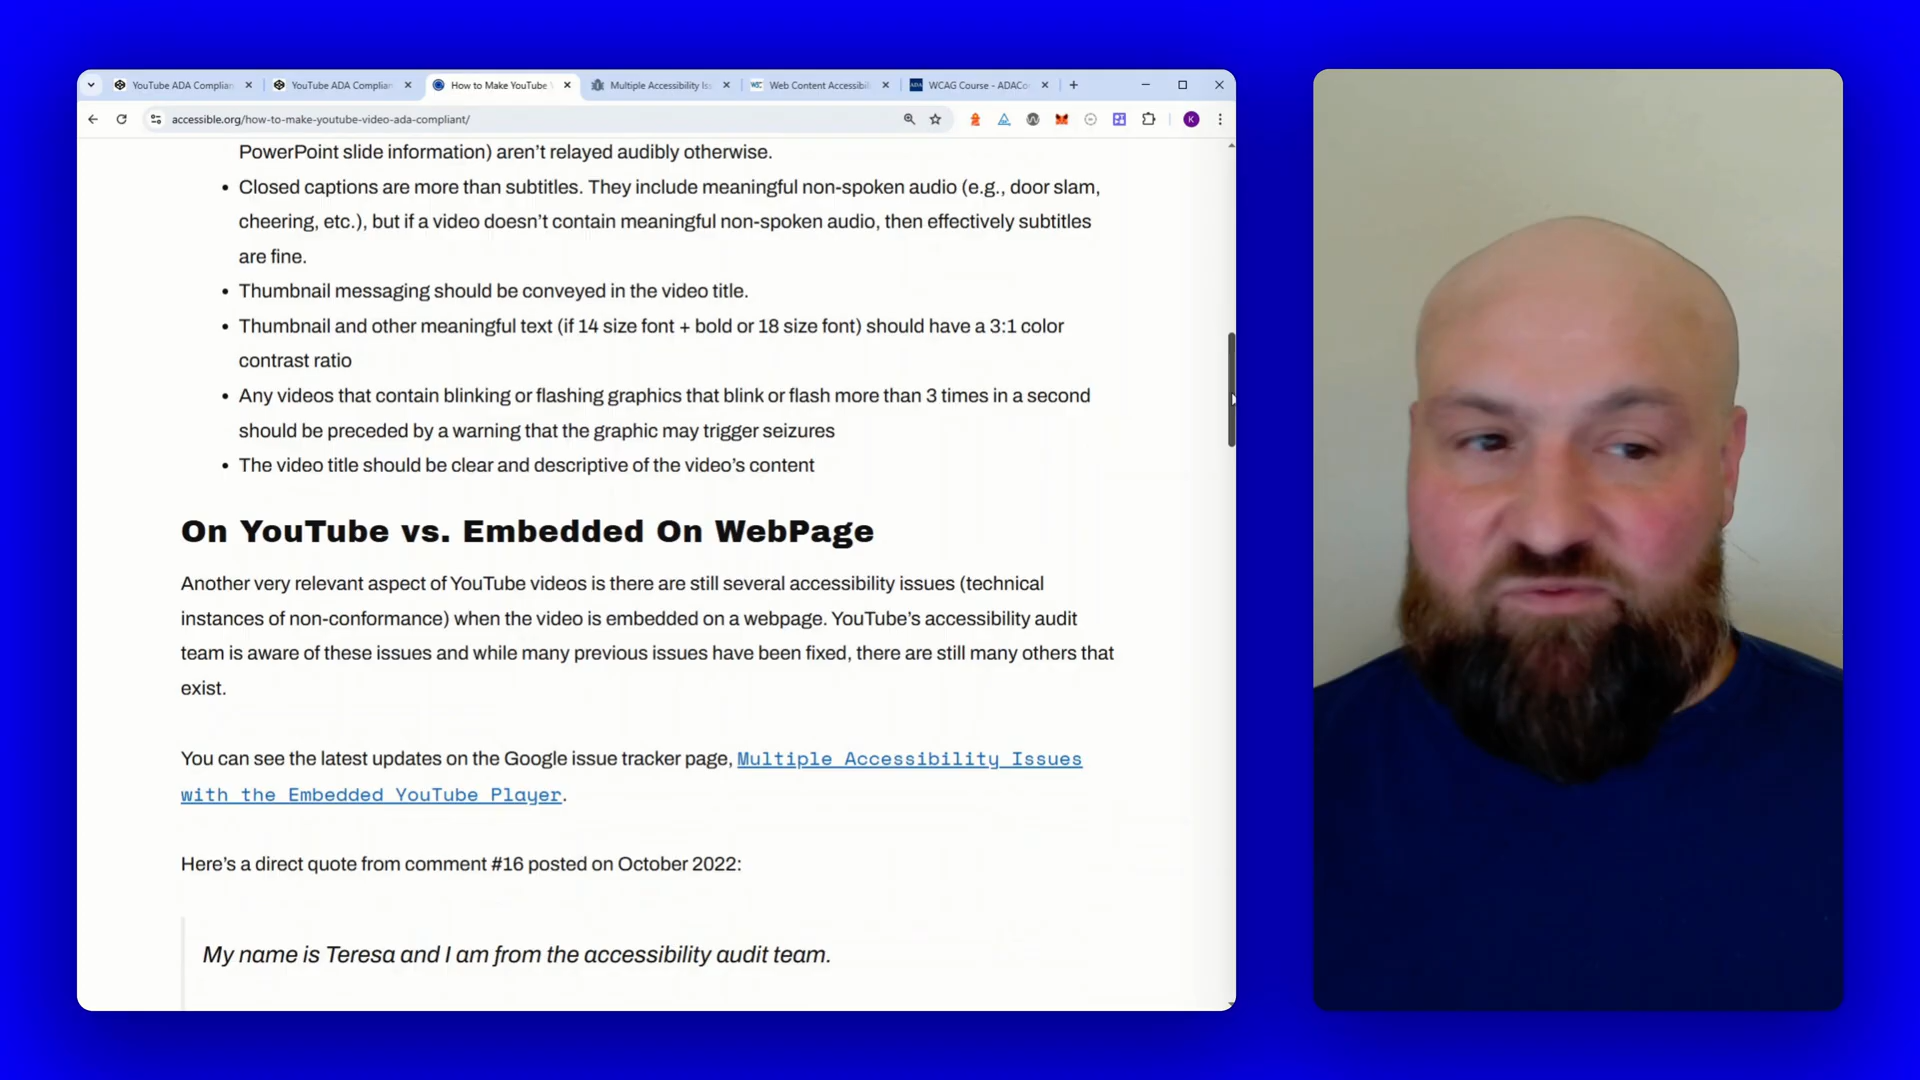 YouTube ADA Complian
YouTube ADA Complian
How to Make YouTube V
Multiple Accessibility Iss
Web Content Accessibili
WCAG Course - ADACo
accessible.org/how-to-make-youtube-video-ada-compliant/
K
PowerPoint slide information) aren’t relayed audibly otherwise.
• Closed captions are more than subtitles. They include meaningful non-spoken audio (e.g., door slam,
cheering, etc.), but if a video doesn’t contain meaningful non-spoken audio, then effectively subtitles
are fine.
• Thumbnail messaging should be conveyed in the video title.
• Thumbnail and other meaningful text (if 14 size font + bold or 18 size font) should have a 3:1 color
contrast ratio
• Any videos that contain blinking or flashing graphics that blink or flash more than 3 times in a second
should be preceded by a warning that the graphic may trigger seizures
• The video title should be clear and descriptive of the video’s content
On YouTube vs. Embedded On WebPage
Another very relevant aspect of YouTube videos is there are still several accessibility issues (technical
instances of non-conformance) when the video is embedded on a webpage. YouTube’s accessibility audit
team is aware of these issues and while many previous issues have been fixed, there are still many others that
exist.
You can see the latest updates on the Google issue tracker page, Multiple Accessibility Issues
with the Embedded YouTube Player.
Here’s a direct quote from comment #16 posted on October 2022:
My name is Teresa and I am from the accessibility audit team.